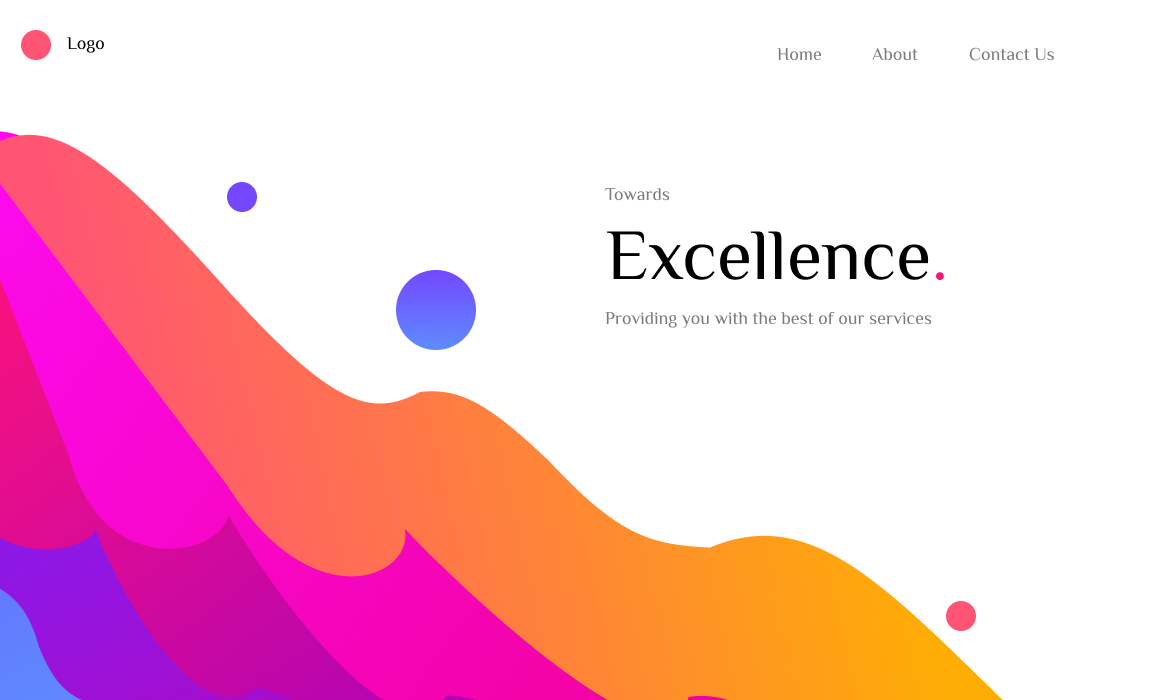 Logo
Home About Contact Us
Towards
Excellence.
Providing you with the best of our services